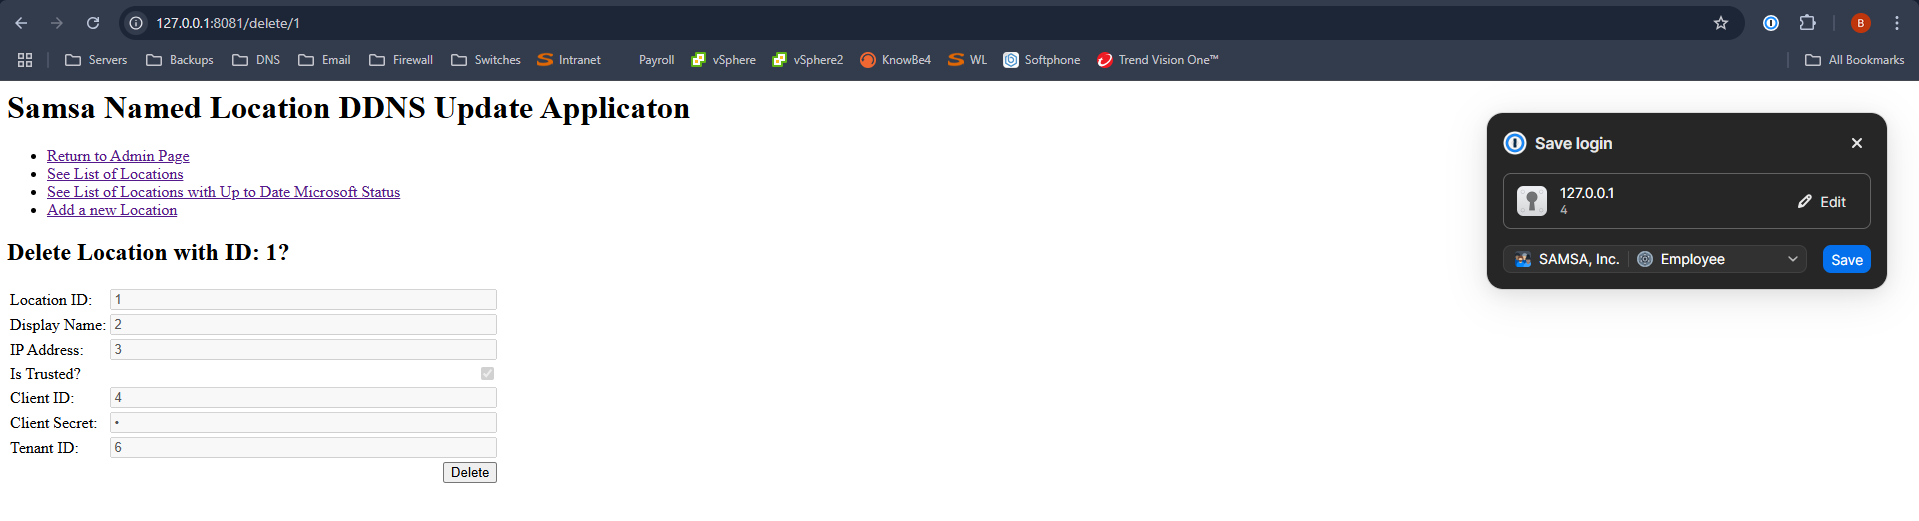 127.0.0.1:8081/delete/1
B
Servers Backups DNS Email Firewall Switches Intranet Payroll vSphere vSphere2 KnowBe4 WL Softphone Trend Vision One™ All Bookmarks
Samsa Named Location DDNS Update Applicaton
Return to Admin Page
See List of Locations
See List of Locations with Up to Date Microsoft Status
Add a new Location
Delete Location with ID: 1?
Location ID: 1
Display Name: 2
IP Address: 3
Is Trusted?
Client ID: 4
Client Secret: •
Tenant ID: 6
Delete
Save login
127.0.0.1
4
Edit
SAMSA, Inc. Employee
Save